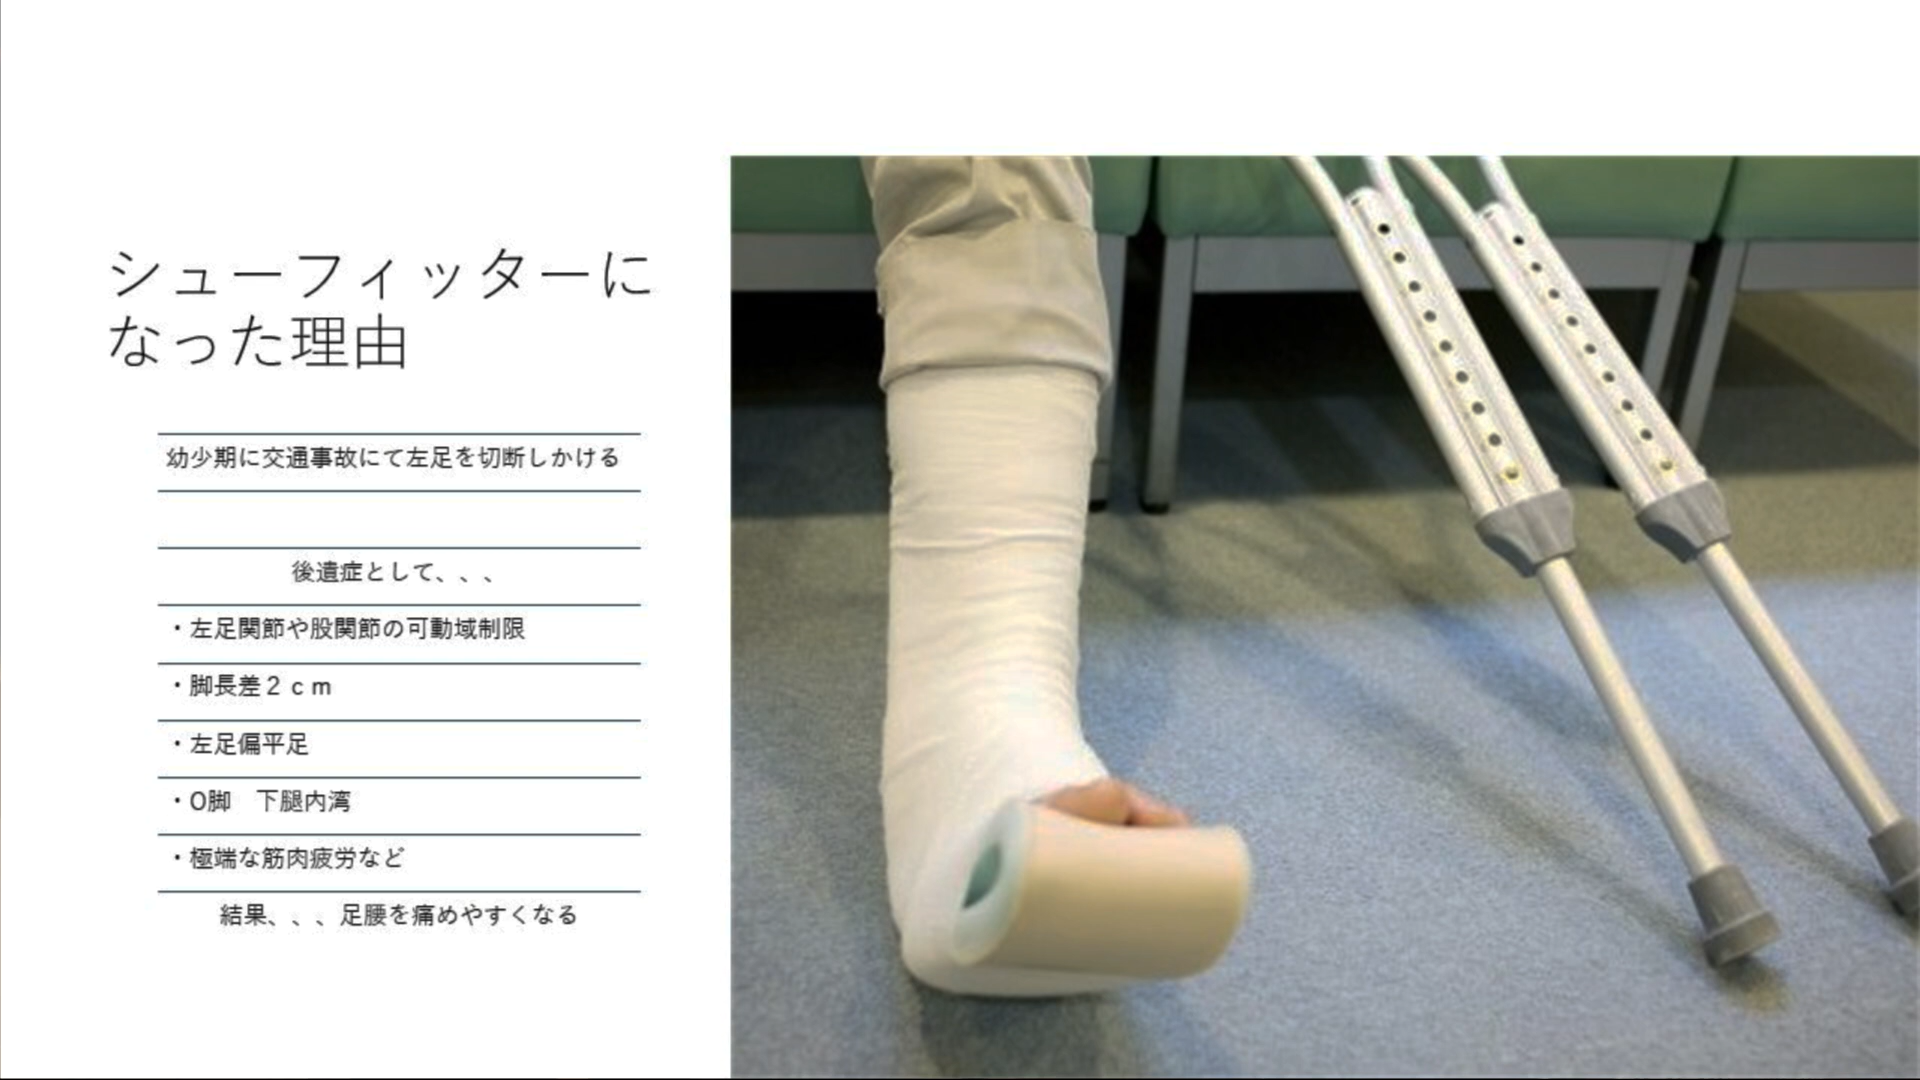 シューフィッターに
なった理由
幼少期に交通事故にて左足を切断しかける
後遺症として、、、
・左足関節や股関節の可動域制限
・脚長差２ｃｍ
・左足偏平足
・O脚　下腿内湾
・極端な筋肉疲労など
結果、、、足腰を痛めやすくなる